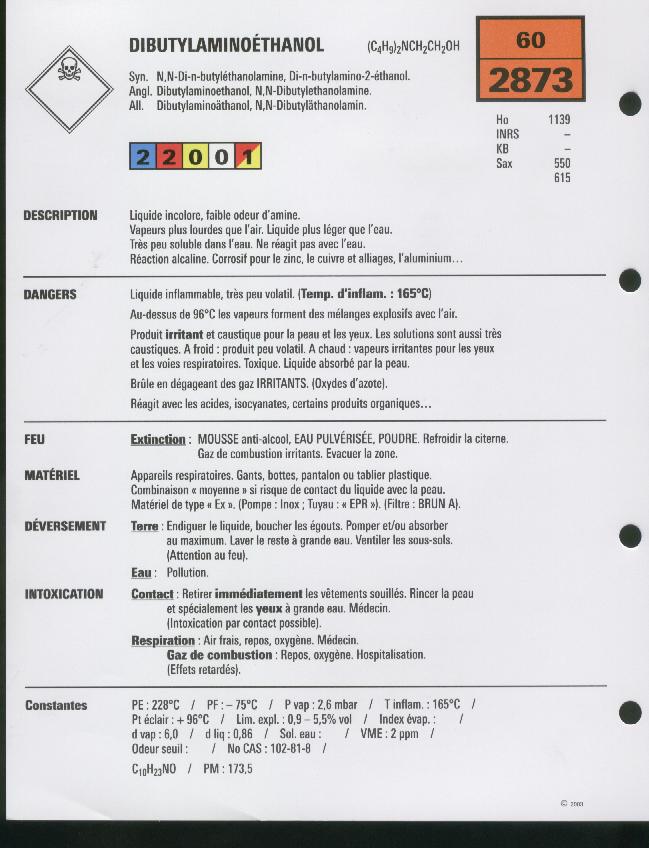 DIBUTYLAMINOÉTHANOL (C4H9)2NCH2CH2OH
60
2873
Syn. N,N-Di-n-butyléthanolamine, Di-n-butylamino-2-éthanol.
Angl. Dibutylaminoethanol, N,N-Dibutylethanolamine.
All. Dibutylaminoäthanol, N,N-Dibutyläthanolamin.
Ho 1139
INRS –
KB –
Sax 550
615
2 2 0 0 1
DESCRIPTION Liquide incolore, faible odeur d'amine.
Vapeurs plus lourdes que l'air. Liquide plus léger que l'eau.
Très peu soluble dans l'eau. Ne réagit pas avec l'eau.
Réaction alcaline. Corrosif pour le zinc, le cuivre et alliages, l'aluminium...
DANGERS Liquide inflammable, très peu volatil. (Temp. d'inflam. : 165°C)
Au-dessus de 96°C les vapeurs forment des mélanges explosifs avec l'air.
Produit irritant et caustique pour la peau et les yeux. Les solutions sont aussi très
caustiques. A froid : produit peu volatil. A chaud : vapeurs irritantes pour les yeux
et les voies respiratoires. Toxique. Liquide absorbé par la peau.
Brûle en dégageant des gaz IRRITANTS. (Oxydes d'azote).
Réagit avec les acides, isocyanates, certains produits organiques...
FEU Extinction : MOUSSE anti-alcool, EAU PULVÉRISÉE, POUDRE. Refroidir la citerne.
Gaz de combustion irritants. Evacuer la zone.
MATÉRIEL Appareils respiratoires. Gants, bottes, pantalon ou tablier plastique.
Combinaison « moyenne » si risque de contact du liquide avec la peau.
Matériel de type « Ex ». (Pompe : Inox ; Tuyau : « EPR »). (Filtre : BRUN A).
DÉVERSEMENT Terre : Endiguer le liquide, boucher les égouts. Pomper et/ou absorber
au maximum. Laver le reste à grande eau. Ventiler les sous-sols.
(Attention au feu).
Eau : Pollution.
INTOXICATION Contact : Retirer immédiatement les vêtements souillés. Rincer la peau
et spécialement les yeux à grande eau. Médecin.
(Intoxication par contact possible).
Respiration : Air frais, repos, oxygène. Médecin.
Gaz de combustion : Repos, oxygène. Hospitalisation.
(Effets retardés).
Constantes PE : 228°C / PF : – 75°C / P vap : 2,6 mbar / T inflam. : 165°C /
Pt éclair : + 96°C / Lim. expl. : 0,9 – 5,5% vol / Index évap. : /
d vap : 6,0 / d liq : 0,86 / Sol. eau : / VME : 2 ppm /
Odeur seuil : / No CAS : 102-81-8 /
C10H23NO / PM : 173,5
© 2003